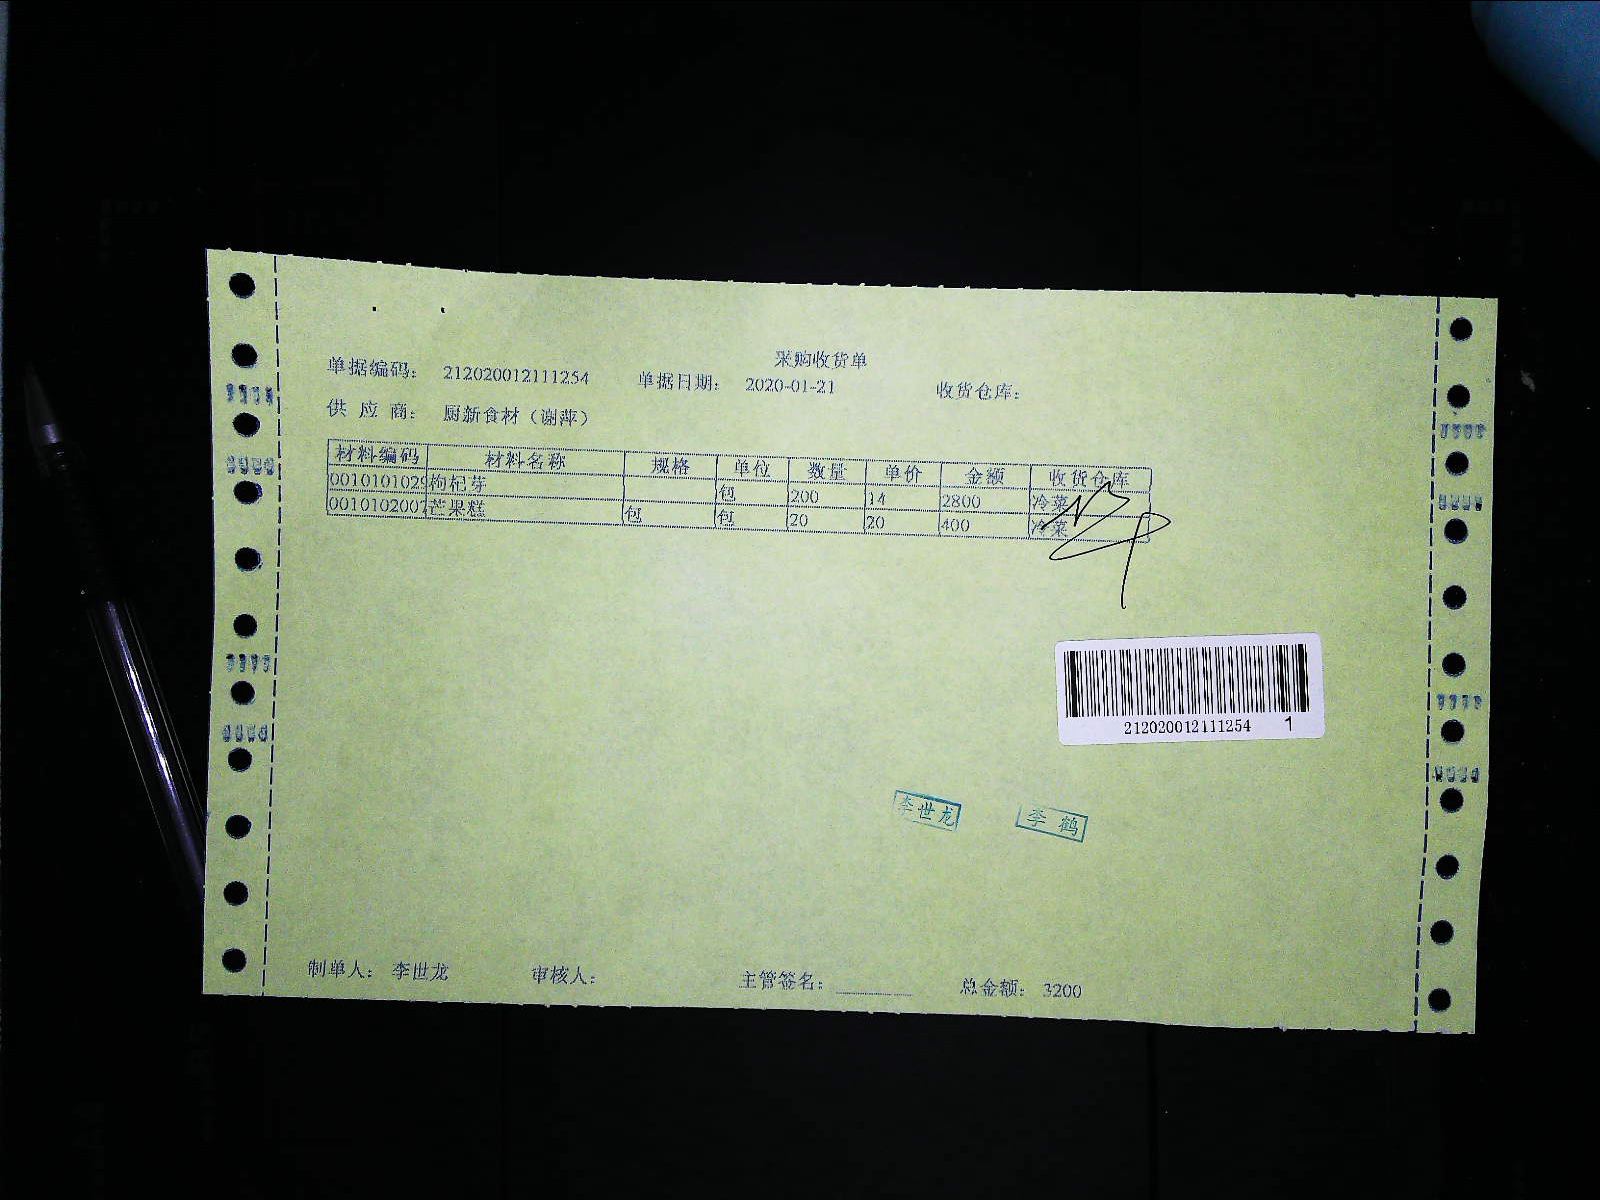 采购收货单
单据编码： 212020012111254 单据日期： 2020-01-21 收货仓库：
供 应 商： 厨新食材（谢萍）
材料编码 材料名称 规格 单位 数量 单价 金额 收货仓库
0010101029 枸杞芽 包 200 14 2800 冷菜
0010102007 芒果糕 包 包 20 20 400 冷菜
212020012111254 1
李世龙 李鹤
制单人： 李世龙 审核人： 主管签名： 总金额： 3200